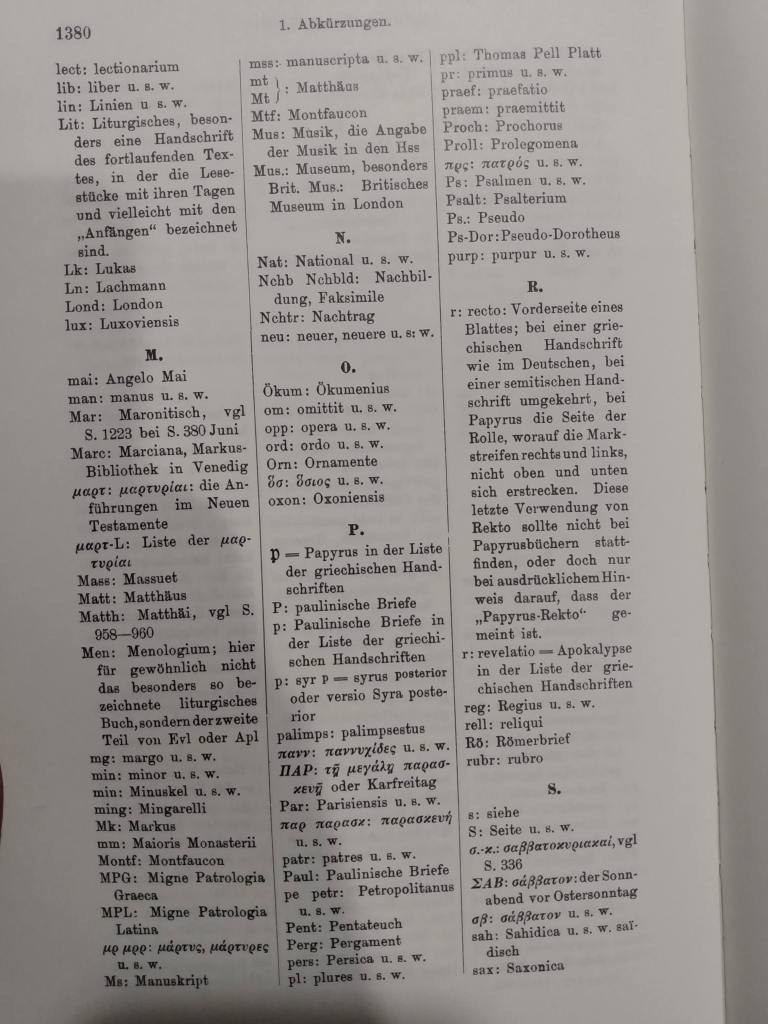 1380
1. Abkürzungen.
lect: lectionarium
lib: liber u. s. w.
lin: Linien u s. w.
Lit: Liturgisches, beson-
ders eine Handschrift
des fortlaufenden Tex-
tes, in der die Lese-
stücke mit ihren Tagen
und vielleicht mit den
„Anfängen“ bezeichnet
sind.
Lk: Lukas
Ln: Lachmann
Lond: London
lux: Luxoviensis
M.
mai: Angelo Mai
man: manus u. s. w.
Mar: Maronitisch, vgl
S. 1223 bei S. 380 Juni
Marc: Marciana, Markus-
Bibliothek in Venedig
μαρτ: μαρτυρίαι: die An-
führungen im Neuen
Testamente
μαρτ-L: Liste der μαρ-
τυρίαι
Mass: Massuet
Matt: Matthäus
Matth: Matthäi, vgl S.
958—960
Men: Menologium; hier
für gewöhnlich nicht
das besonders so be-
zeichnete liturgisches
Buch, sondern der zweite
Teil von Evl oder Apl
mg: margo u. s. w.
min: minor u. s. w.
min: Minuskel u. s. w.
ming: Mingarelli
Mk: Markus
mm: Maioris Monasterii
Montf: Montfaucon
MPG: Migne Patrologia
Graeca
MPL: Migne Patrologia
Latina
μρ μρρ: μάρτυς, μάρτυρες
u. s. w.
Ms: Manuskript
mss: manuscripta u. s. w.
mt
Mt } : Matthäus
Mtf: Montfaucon
Mus: Musik, die Angabe
der Musik in den Hss
Mus.: Museum, besonders
Brit. Mus.: Britisches
Museum in London
N.
Nat: National u. s. w.
Nchb Nchbld: Nachbil-
dung, Faksimile
Nchtr: Nachtrag
neu: neuer, neuere u. s: w.
O.
Ökum: Ökumenius
om: omittit u. s. w.
opp: opera u. s. w.
ord: ordo u. s. w.
Orn: Ornamente
ὅσ: ὅσιος u. s. w.
oxon: Oxoniensis
P.
𝔭 = Papyrus in der Liste
der griechischen Hand-
schriften
P: paulinische Briefe
p: Paulinische Briefe in
der Liste der griechi-
schen Handschriften
p: syr p = syrus posterior
oder versio Syra poste-
rior
palimps: palimpsestus
πανν: παννυχίδες u. s. w.
ΠΑΡ: τῇ μεγάλῃ παρασ-
κευῇ oder Karfreitag
Par: Parisiensis u. s. w.
παρ παρασκ: παρασκευή
u. s. w.
patr: patres u. s. w.
Paul: Paulinische Briefe
pe petr: Petropolitanus
u. s. w.
Pent: Pentateuch
Perg: Pergament
pers: Persica u. s. w.
pl: plures u. s. w.
ppl: Thomas Pell Platt
pr: primus u. s. w.
praef: praefatio
praem: praemittit
Proch: Prochorus
Proll: Prolegomena
πρς: πατρός u. s. w.
Ps: Psalmen u. s. w.
Psalt: Psalterium
Ps.: Pseudo
Ps-Dor: Pseudo-Dorotheus
purp: purpur u. s. w.
R.
r: recto: Vorderseite eines
Blattes; bei einer grie-
chischen Handschrift
wie im Deutschen, bei
einer semitischen Hand-
schrift umgekehrt, bei
Papyrus die Seite der
Rolle, worauf die Mark-
streifen rechts und links,
nicht oben und unten
sich erstrecken. Diese
letzte Verwendung von
Rekto sollte nicht bei
Papyrusbüchern statt-
finden, oder doch nur
bei ausdrücklichem Hin-
weis darauf, dass der
„Papyrus-Rekto“ ge-
meint ist.
r: revelatio = Apokalypse
in der Liste der grie-
chischen Handschriften
reg: Regius u. s. w.
rell: reliqui
Rö: Römerbrief
rubr: rubro
S.
s: siehe
S: Seite u. s. w.
σ.-κ.: σαββατοκυριακαί, vgl
S. 336
ΣΑΒ: σάββατον: der Sonn-
abend vor Ostersonntag
σβ: σάββατον u. s. w.
sah: Sahidica u. s. w. saï-
disch
sax: Saxonica